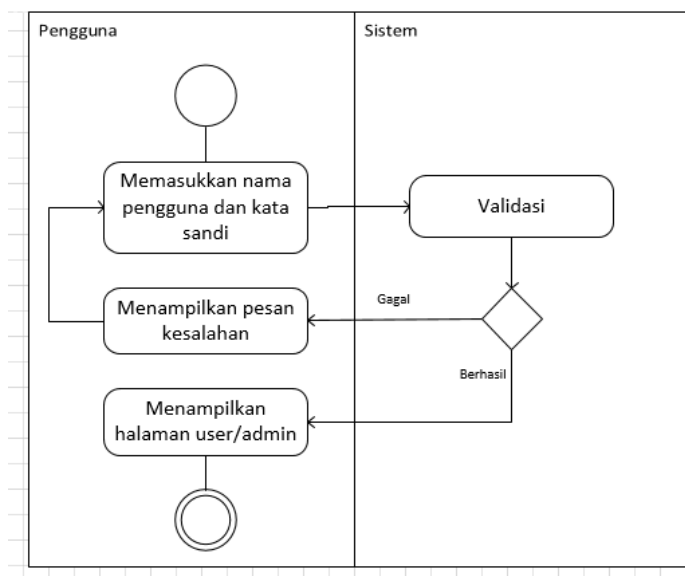 Pengguna
Sistem
Memasukkan nama
pengguna dan kata
sandi
Validasi
Menampilkan pesan
kesalahan
Gagal
Berhasil
Menampilkan
halaman user/admin